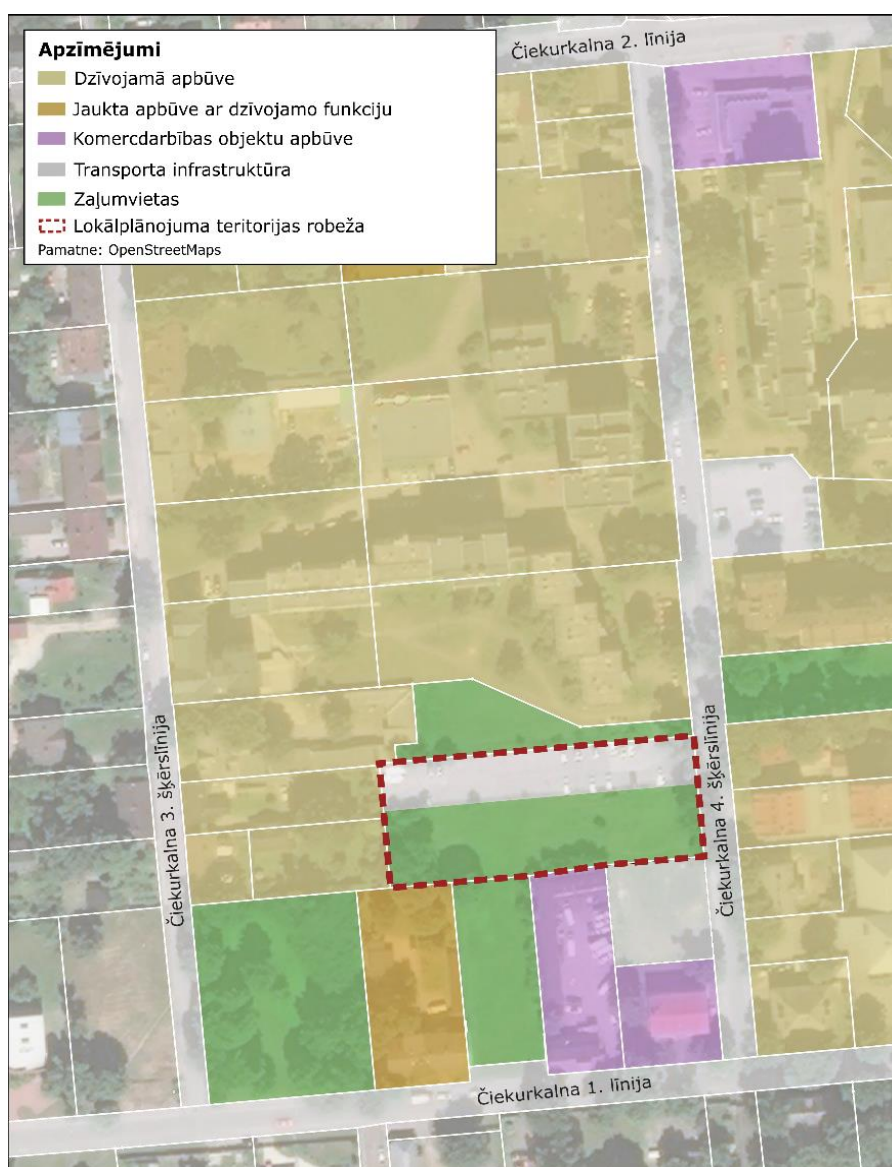 Čiekurkalna 2. līnija
Apzīmējumi
Dzīvojamā apbūve
Jaukta apbūve ar dzīvojamo funkciju
Komercdarbības objektu apbūve
Transporta infrastruktūra
Zaļumvietas
Lokālplānojuma teritorijas robeža
Pamatne: OpenStreetMaps
Čiekurkalna 3. šķērslīnija
Čiekurkalna 4. šķērslīnija
Čiekurkalna 1. līnija